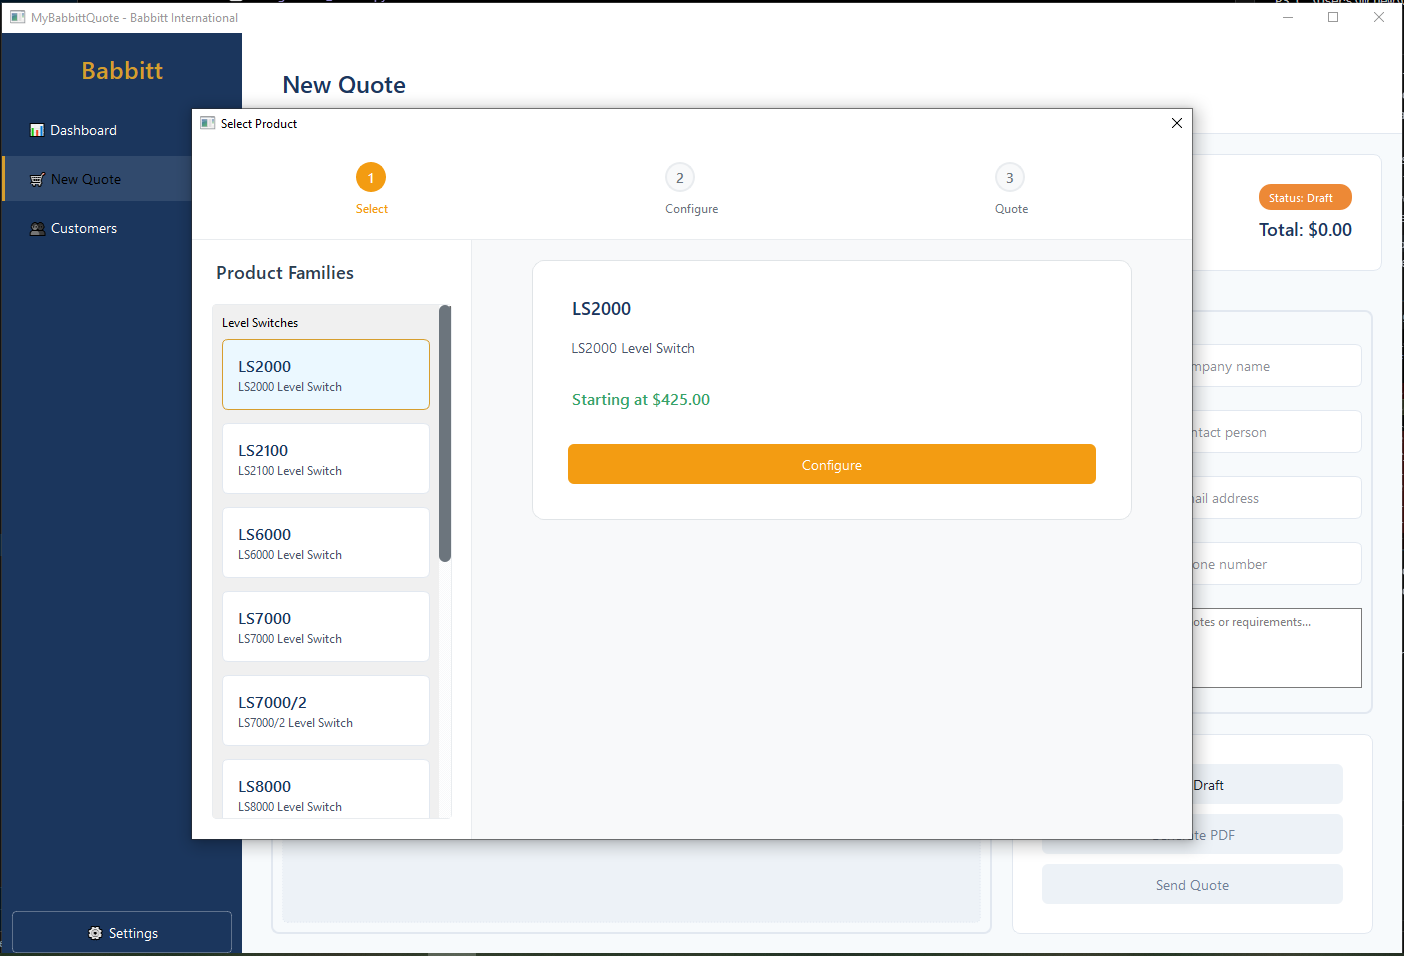 MyBabbittQuote - Babbitt International
Babbitt
Dashboard
New Quote
Customers
Settings
New Quote
Status: Draft
Total: $0.00
Select Product
1
Select
2
Configure
3
Quote
Product Families
Level Switches
LS2000
LS2000 Level Switch
LS2100
LS2100 Level Switch
LS6000
LS6000 Level Switch
LS7000
LS7000 Level Switch
LS7000/2
LS7000/2 Level Switch
LS8000
LS8000 Level Switch
LS2000
LS2000 Level Switch
Starting at $425.00
Configure
mpany name
ntact person
ail address
one number
otes or requirements...
Draft
te PDF
Send Quote